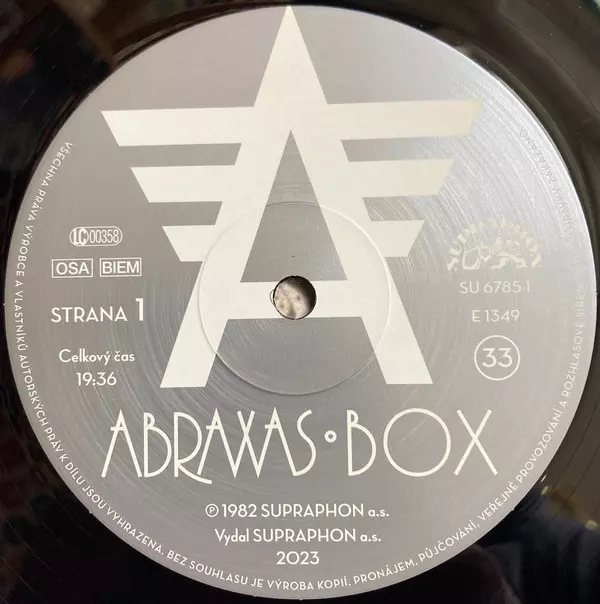 LC 00358
OSA BIEM
STRANA 1
Celkový čas
19:36
SUPRAPHON
SU 6785-1
E 1349
33
ABRAXAS • BOX
℗ 1982 SUPRAPHON a.s.
Vydal SUPRAPHON a.s.
2023
VŠECHNA PRÁVA VÝROBCE A VLASTNÍKŮ AUTORSKÝCH PRÁV K DÍLU JSOU VYHRAZENA. BEZ SOUHLASU JE VÝROBA KOPIÍ, PRONÁJEM, PŮJČOVÁNÍ, VEŘEJNÉ PROVOZOVÁNÍ A ROZHLASOVÉ ŠÍŘENÍ